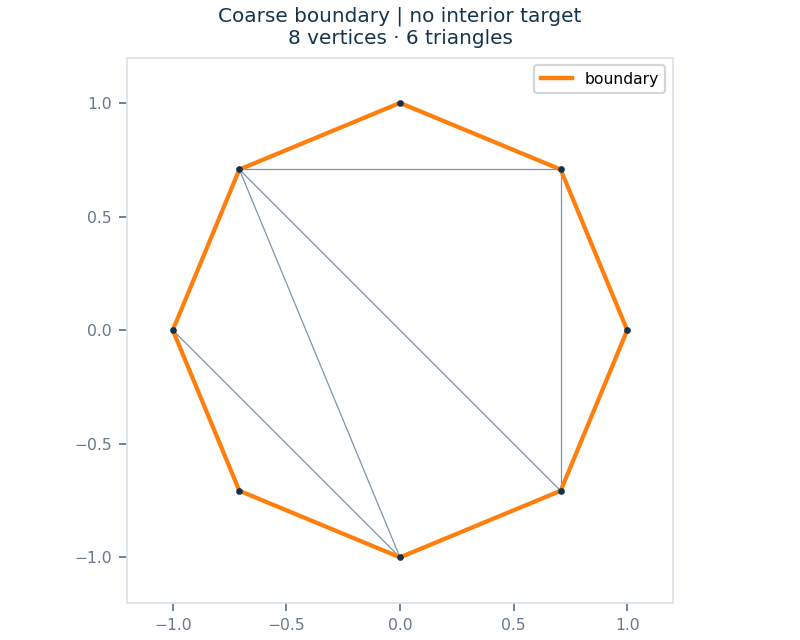 Coarse boundary | no interior target
8 vertices · 6 triangles
boundary
1.0
0.5
0.0
−0.5
−1.0
−1.0 −0.5 0.0 0.5 1.0